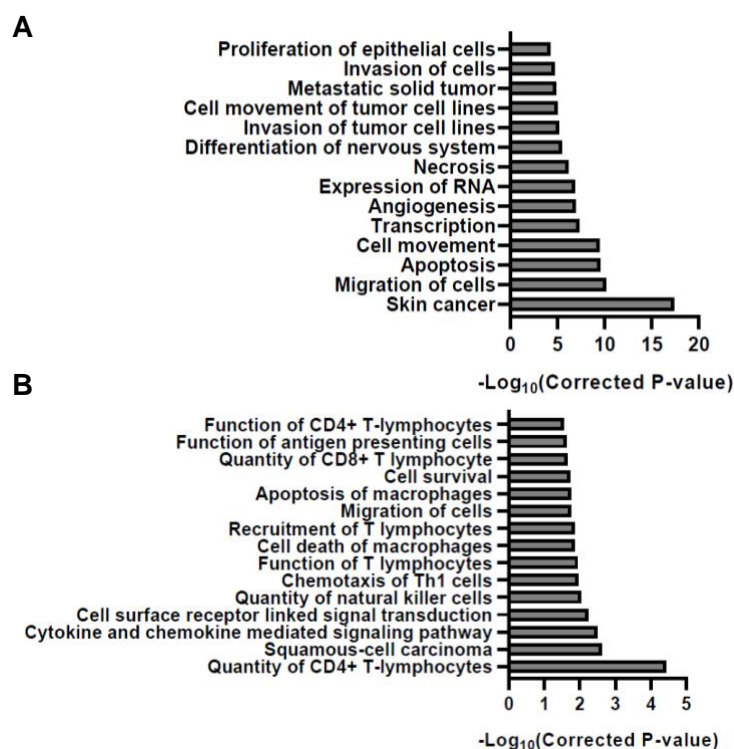 A
Proliferation of epithelial cells
Invasion of cells
Metastatic solid tumor
Cell movement of tumor cell lines
Invasion of tumor cell lines
Differentiation of nervous system
Necrosis
Expression of RNA
Angiogenesis
Transcription
Cell movement
Apoptosis
Migration of cells
Skin cancer
0 5 10 15 20
-Log₁₀(Corrected P-value)
B
Function of CD4+ T-lymphocytes
Function of antigen presenting cells
Quantity of CD8+ T lymphocyte
Cell survival
Apoptosis of macrophages
Migration of cells
Recruitment of T lymphocytes
Cell death of macrophages
Function of T lymphocytes
Chemotaxis of Th1 cells
Quantity of natural killer cells
Cell surface receptor linked signal transduction
Cytokine and chemokine mediated signaling pathway
Squamous-cell carcinoma
Quantity of CD4+ T-lymphocytes
0 1 2 3 4 5
-Log₁₀(Corrected P-value)